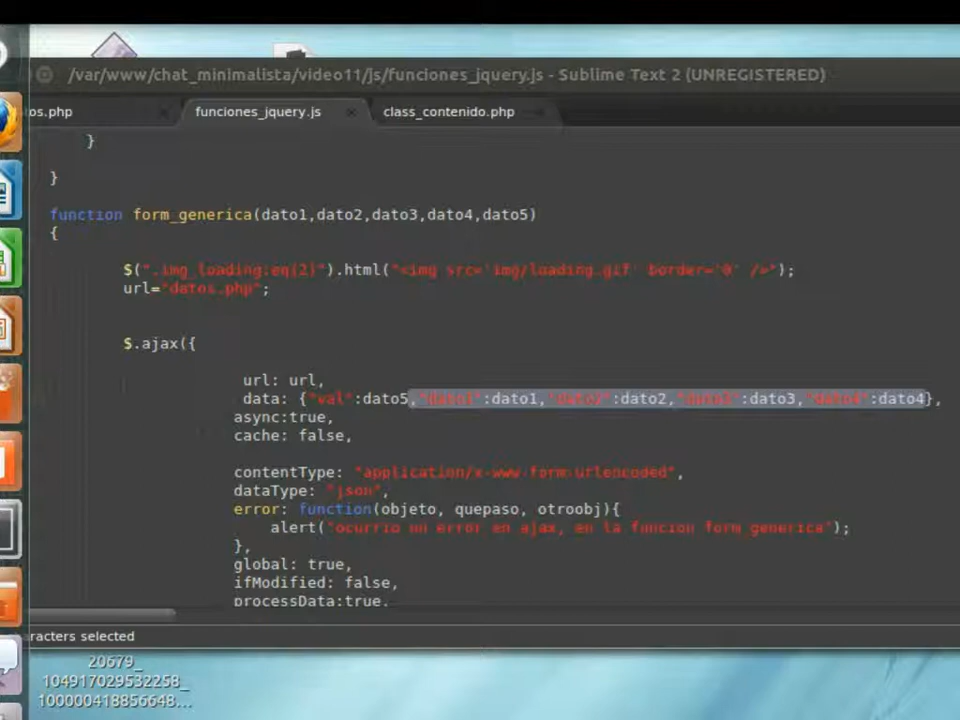 /var/www/chat_minimalista/video11/js/funciones_jquery.js - Sublime Text 2 (UNREGISTERED)
tos.php
funciones_jquery.js
class_contenido.php
}
}
function form_generica(dato1,dato2,dato3,dato4,dato5)
{
$(".img_loading:eq(2)").html("<img src='img/loading.gif' border='0' />");
url="datos.php";
$.ajax({
url: url,
data: {"val":dato5,"dato1":dato1,"dato2":dato2,"dato3":dato3,"dato4":dato4},
async:true,
cache: false,
contentType: "application/x-www-form-urlencoded",
dataType: "json",
error: function(objeto, quepaso, otroobj){
alert("ocurrio un error en ajax, en la funcion form_generica");
},
global: true,
ifModified: false,
processData:true,
racters selected
20679_
104917029532258_
100000418856648...